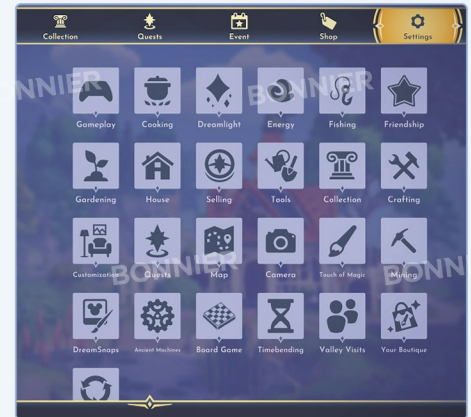 Collection Quests Event Shop Settings
BONNIER BONNIER
Gameplay Cooking Dreamlight Energy Fishing Friendship
Gardening House Selling Tools Collection Crafting
Customization Quests Map Camera Touch of Magic Mining
BONNIER BONN
DreamSnaps Ancient Machines Board Game Timebending Valley Visits Your Boutique